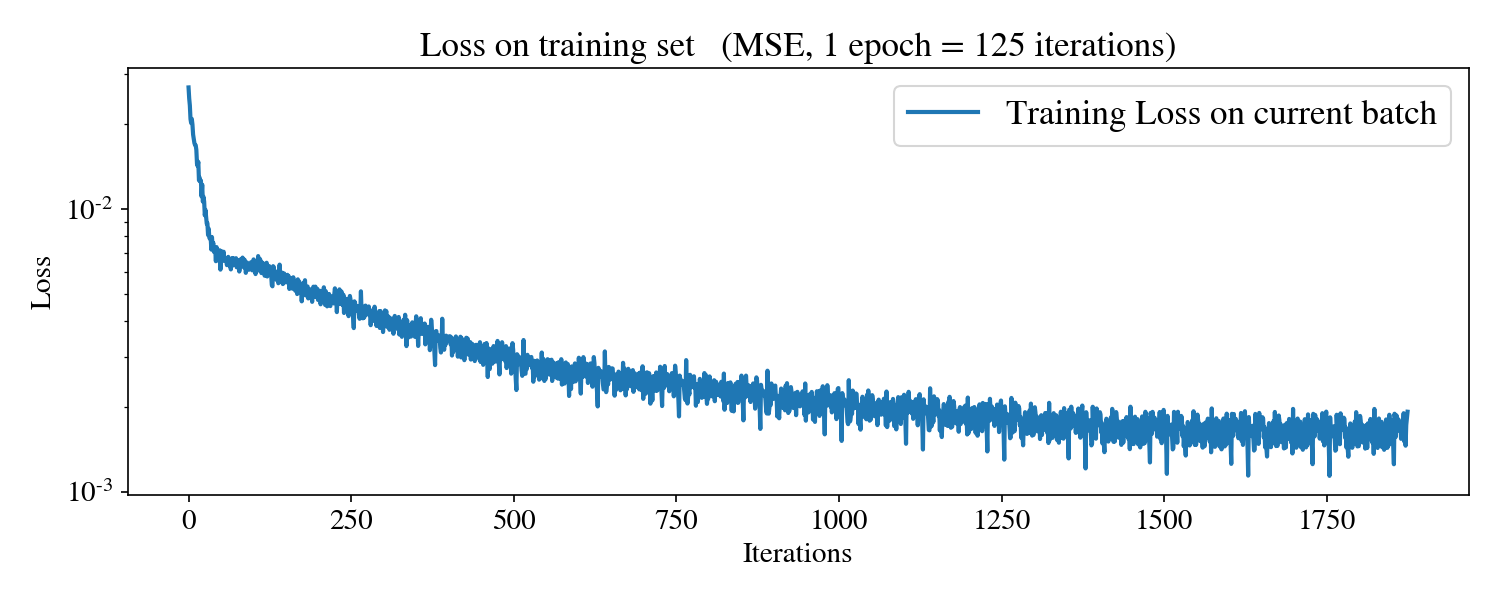 Loss on training set (MSE, 1 epoch = 125 iterations)
Training Loss on current batch
10-2
10-3
Loss
0 250 500 750 1000 1250 1500 1750
Iterations